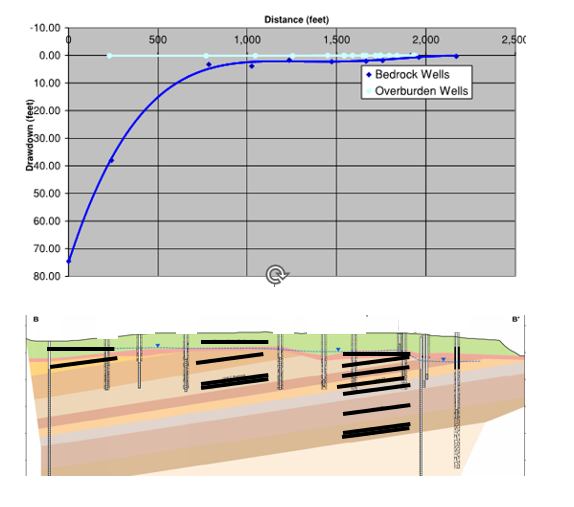 Distance (feet)
-10.00
0 500 1,000 1,500 2,000 2,500
0.00
10.00
20.00
30.00
40.00
50.00
60.00
70.00
80.00
Drawdown (feet)
Bedrock Wells
Overburden Wells
B B'